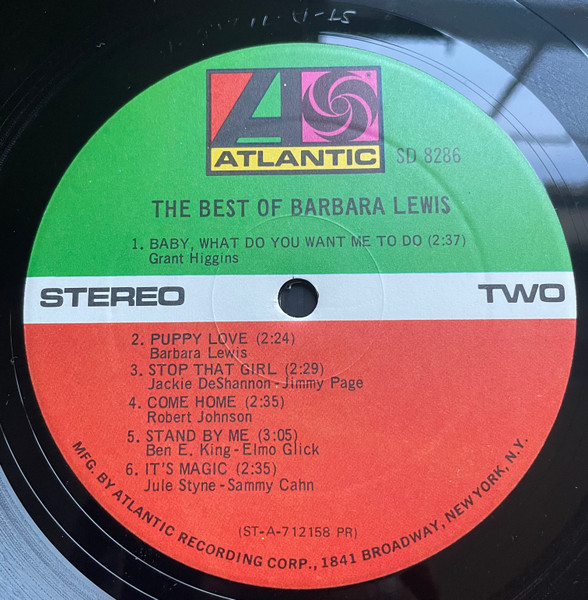 ATLANTIC
SD 8286
THE BEST OF BARBARA LEWIS
1. BABY, WHAT DO YOU WANT ME TO DO (2:37)
Grant Higgins
STEREO TWO
2. PUPPY LOVE (2:24)
Barbara Lewis
3. STOP THAT GIRL (2:29)
Jackie DeShannon-Jimmy Page
4. COME HOME (2:35)
Robert Johnson
5. STAND BY ME (3:05)
Ben E. King-Elmo Glick
6. IT'S MAGIC (2:35)
Jule Styne-Sammy Cahn
(ST-A-712158 PR)
MFG. BY ATLANTIC RECORDING CORP., 1841 BROADWAY, NEW YORK, N.Y.